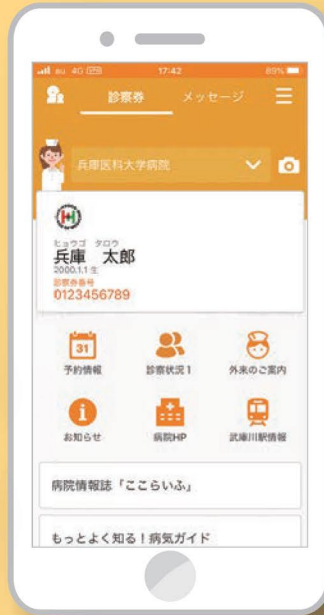 au 4G 17:42 89%
診察券 メッセージ
兵庫医科大学病院
ヒョウゴ タロウ
兵庫 太郎
2000.1.1 生
診察券番号
0123456789
31
予約情報 診察状況1 外来のご案内
お知らせ 病院HP 武庫川駅情報
病院情報誌「ここらいふ」
もっとよく知る!病気ガイド